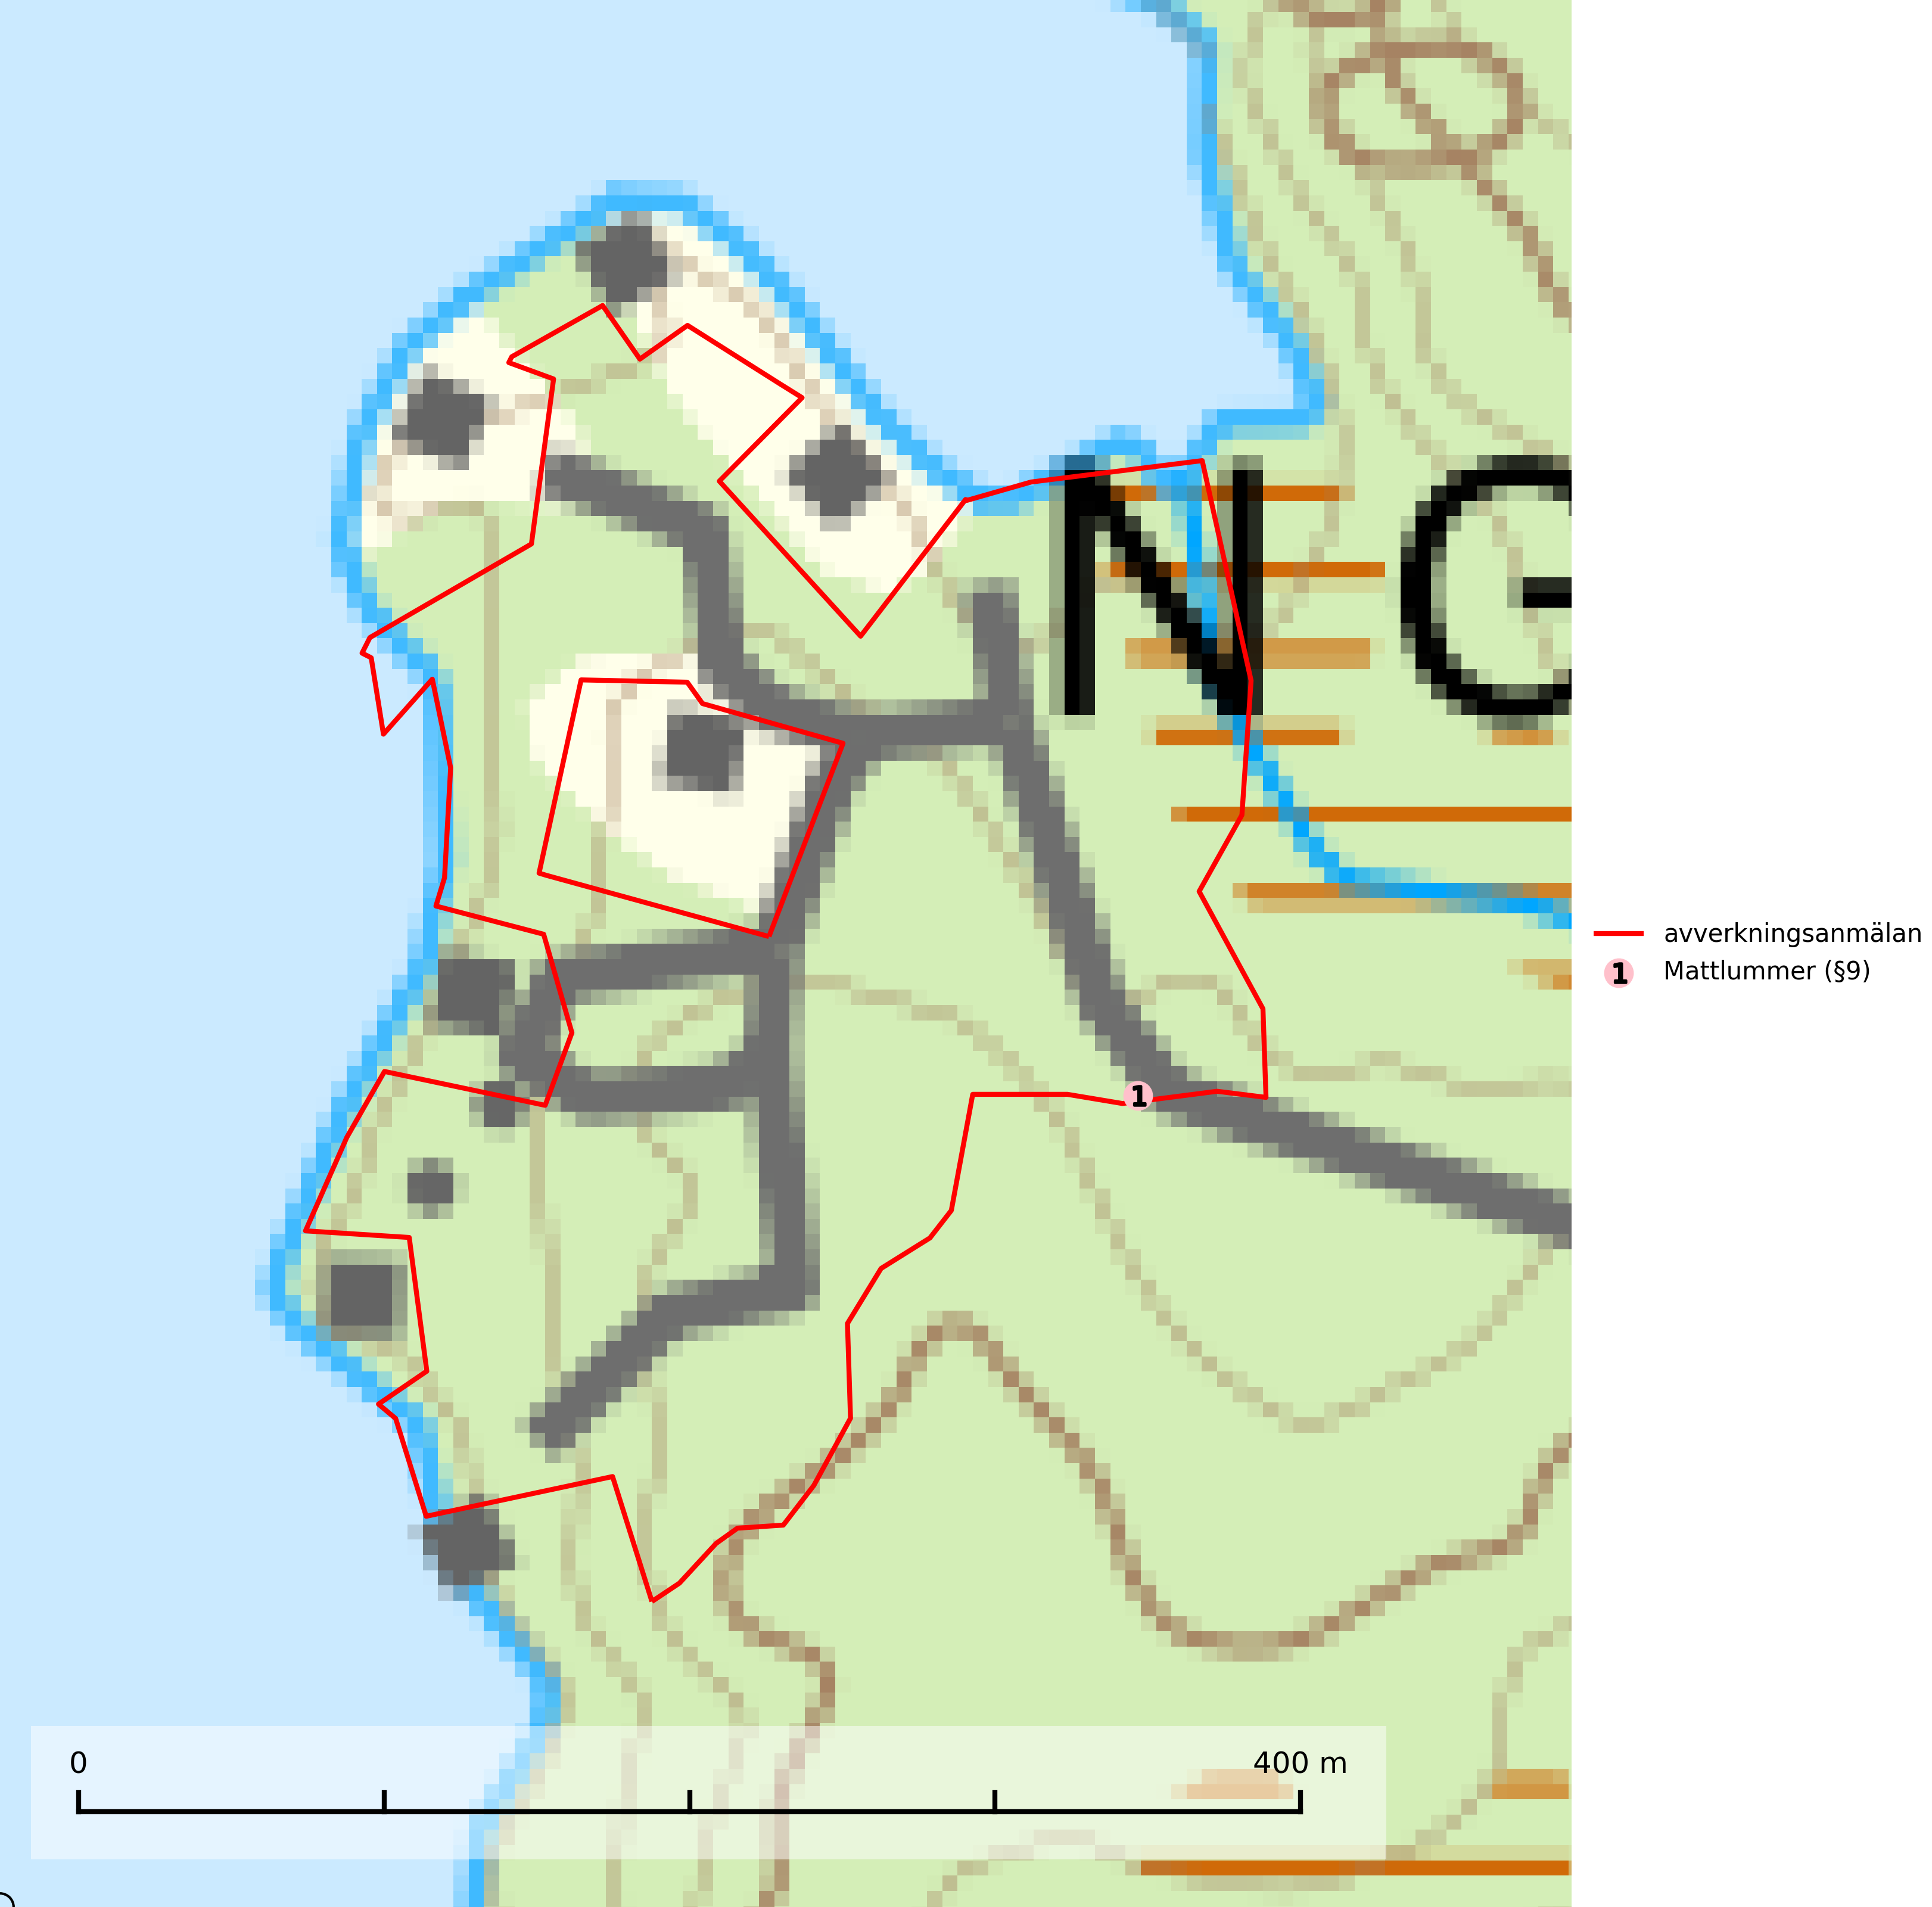 N
avverkningsanmälan
1 Mattlummer (§9)
1
0 400 m